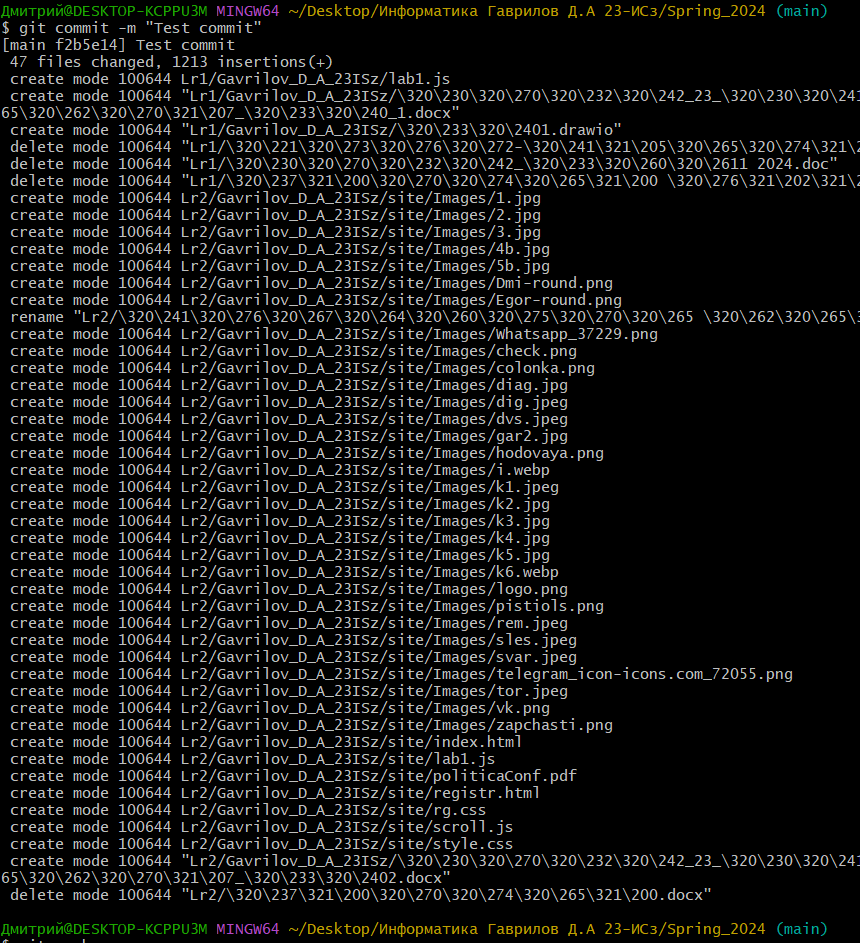 Дмитрий@DESKTOP-KCPPU3M MINGW64 ~/Desktop/Информатика Гаврилов Д.А 23-ИСз/Spring_2024 (main)
$ git commit -m "Test commit"
[main f2b5e14] Test commit
 47 files changed, 1213 insertions(+)
 create mode 100644 Lr1/Gavrilov_D_A_23ISz/lab1.js
 create mode 100644 "Lr1/Gavrilov_D_A_23ISz/\320\230\320\270\320\232\320\242_23_\320\230\320\241
65\320\262\320\270\321\207_\320\233\320\240_1.docx"
 create mode 100644 "Lr1/Gavrilov_D_A_23ISz/\320\233\320\2401.drawio"
 delete mode 100644 "Lr1/\320\221\320\273\320\276\320\272-\320\241\321\205\320\265\320\274\321\2
 delete mode 100644 "Lr1/\320\230\320\270\320\232\320\242_\320\233\320\260\320\2611 2024.doc"
 delete mode 100644 "Lr1/\320\237\321\200\320\270\320\274\320\265\321\200 \320\276\321\202\321\2
 create mode 100644 Lr2/Gavrilov_D_A_23ISz/site/Images/1.jpg
 create mode 100644 Lr2/Gavrilov_D_A_23ISz/site/Images/2.jpg
 create mode 100644 Lr2/Gavrilov_D_A_23ISz/site/Images/3.jpg
 create mode 100644 Lr2/Gavrilov_D_A_23ISz/site/Images/4b.jpg
 create mode 100644 Lr2/Gavrilov_D_A_23ISz/site/Images/5b.jpg
 create mode 100644 Lr2/Gavrilov_D_A_23ISz/site/Images/Dmi-round.png
 create mode 100644 Lr2/Gavrilov_D_A_23ISz/site/Images/Egor-round.png
 rename "Lr2/\320\241\320\276\320\267\320\264\320\260\320\275\320\270\320\265 \320\262\320\265\3
 create mode 100644 Lr2/Gavrilov_D_A_23ISz/site/Images/Whatsapp_37229.png
 create mode 100644 Lr2/Gavrilov_D_A_23ISz/site/Images/check.png
 create mode 100644 Lr2/Gavrilov_D_A_23ISz/site/Images/colonka.png
 create mode 100644 Lr2/Gavrilov_D_A_23ISz/site/Images/diag.jpg
 create mode 100644 Lr2/Gavrilov_D_A_23ISz/site/Images/dig.jpeg
 create mode 100644 Lr2/Gavrilov_D_A_23ISz/site/Images/dvs.jpeg
 create mode 100644 Lr2/Gavrilov_D_A_23ISz/site/Images/gar2.jpg
 create mode 100644 Lr2/Gavrilov_D_A_23ISz/site/Images/hodovaya.png
 create mode 100644 Lr2/Gavrilov_D_A_23ISz/site/Images/i.webp
 create mode 100644 Lr2/Gavrilov_D_A_23ISz/site/Images/k1.jpeg
 create mode 100644 Lr2/Gavrilov_D_A_23ISz/site/Images/k2.jpg
 create mode 100644 Lr2/Gavrilov_D_A_23ISz/site/Images/k3.jpg
 create mode 100644 Lr2/Gavrilov_D_A_23ISz/site/Images/k4.jpg
 create mode 100644 Lr2/Gavrilov_D_A_23ISz/site/Images/k5.jpg
 create mode 100644 Lr2/Gavrilov_D_A_23ISz/site/Images/k6.webp
 create mode 100644 Lr2/Gavrilov_D_A_23ISz/site/Images/logo.png
 create mode 100644 Lr2/Gavrilov_D_A_23ISz/site/Images/pistiols.png
 create mode 100644 Lr2/Gavrilov_D_A_23ISz/site/Images/rem.jpeg
 create mode 100644 Lr2/Gavrilov_D_A_23ISz/site/Images/sles.jpeg
 create mode 100644 Lr2/Gavrilov_D_A_23ISz/site/Images/svar.jpeg
 create mode 100644 Lr2/Gavrilov_D_A_23ISz/site/Images/telegram_icon-icons.com_72055.png
 create mode 100644 Lr2/Gavrilov_D_A_23ISz/site/Images/tor.jpeg
 create mode 100644 Lr2/Gavrilov_D_A_23ISz/site/Images/vk.png
 create mode 100644 Lr2/Gavrilov_D_A_23ISz/site/Images/zapchasti.png
 create mode 100644 Lr2/Gavrilov_D_A_23ISz/site/index.html
 create mode 100644 Lr2/Gavrilov_D_A_23ISz/site/lab1.js
 create mode 100644 Lr2/Gavrilov_D_A_23ISz/site/politicaConf.pdf
 create mode 100644 Lr2/Gavrilov_D_A_23ISz/site/registr.html
 create mode 100644 Lr2/Gavrilov_D_A_23ISz/site/rg.css
 create mode 100644 Lr2/Gavrilov_D_A_23ISz/site/scroll.js
 create mode 100644 Lr2/Gavrilov_D_A_23ISz/site/style.css
 create mode 100644 "Lr2/Gavrilov_D_A_23ISz/\320\230\320\270\320\232\320\242_23_\320\230\320\241
65\320\262\320\270\321\207_\320\233\320\2402.docx"
 delete mode 100644 "Lr2/\320\237\321\200\320\270\320\274\320\265\321\200.docx"
Дмитрий@DESKTOP-KCPPU3M MINGW64 ~/Desktop/Информатика Гаврилов Д.А 23-ИСз/Spring_2024 (main)